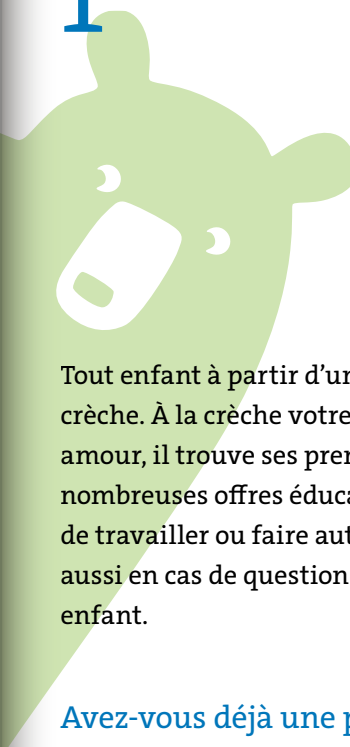 Tout enfant à partir d'un
crèche. À la crèche votre
amour, il trouve ses prem
nombreuses offres éduca
de travailler ou faire aut
aussi en cas de question
enfant.
Avez-vous déjà une p